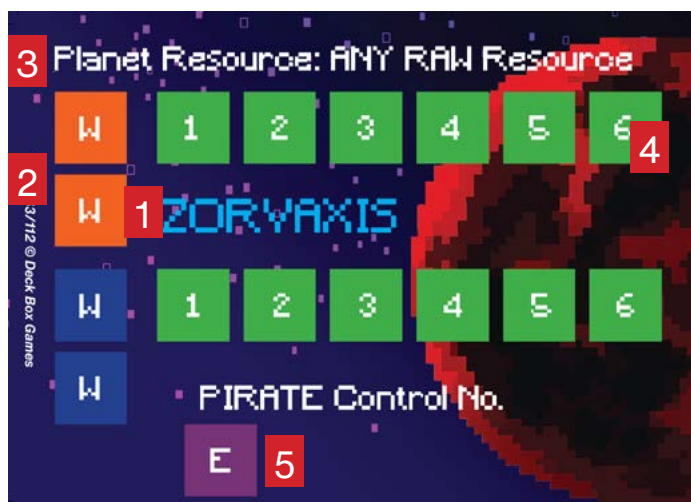 3 Planet Resource: ANY RAW Resource
W 1 2 3 4 5 6
4
2
W 1 ZORYAXIS
3/112 © Deck Box Games
W 1 2 3 4 5 6
W
PIRATE Control No.
E 5